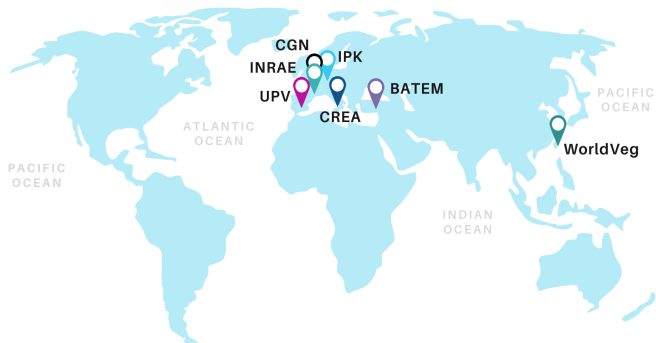 CGN
IPK
INRAE
UPV
BATEM
CREA
PACIFIC
OCEAN
ATLANTIC
OCEAN
WorldVeg
PACIFIC
OCEAN
INDIAN
OCEAN